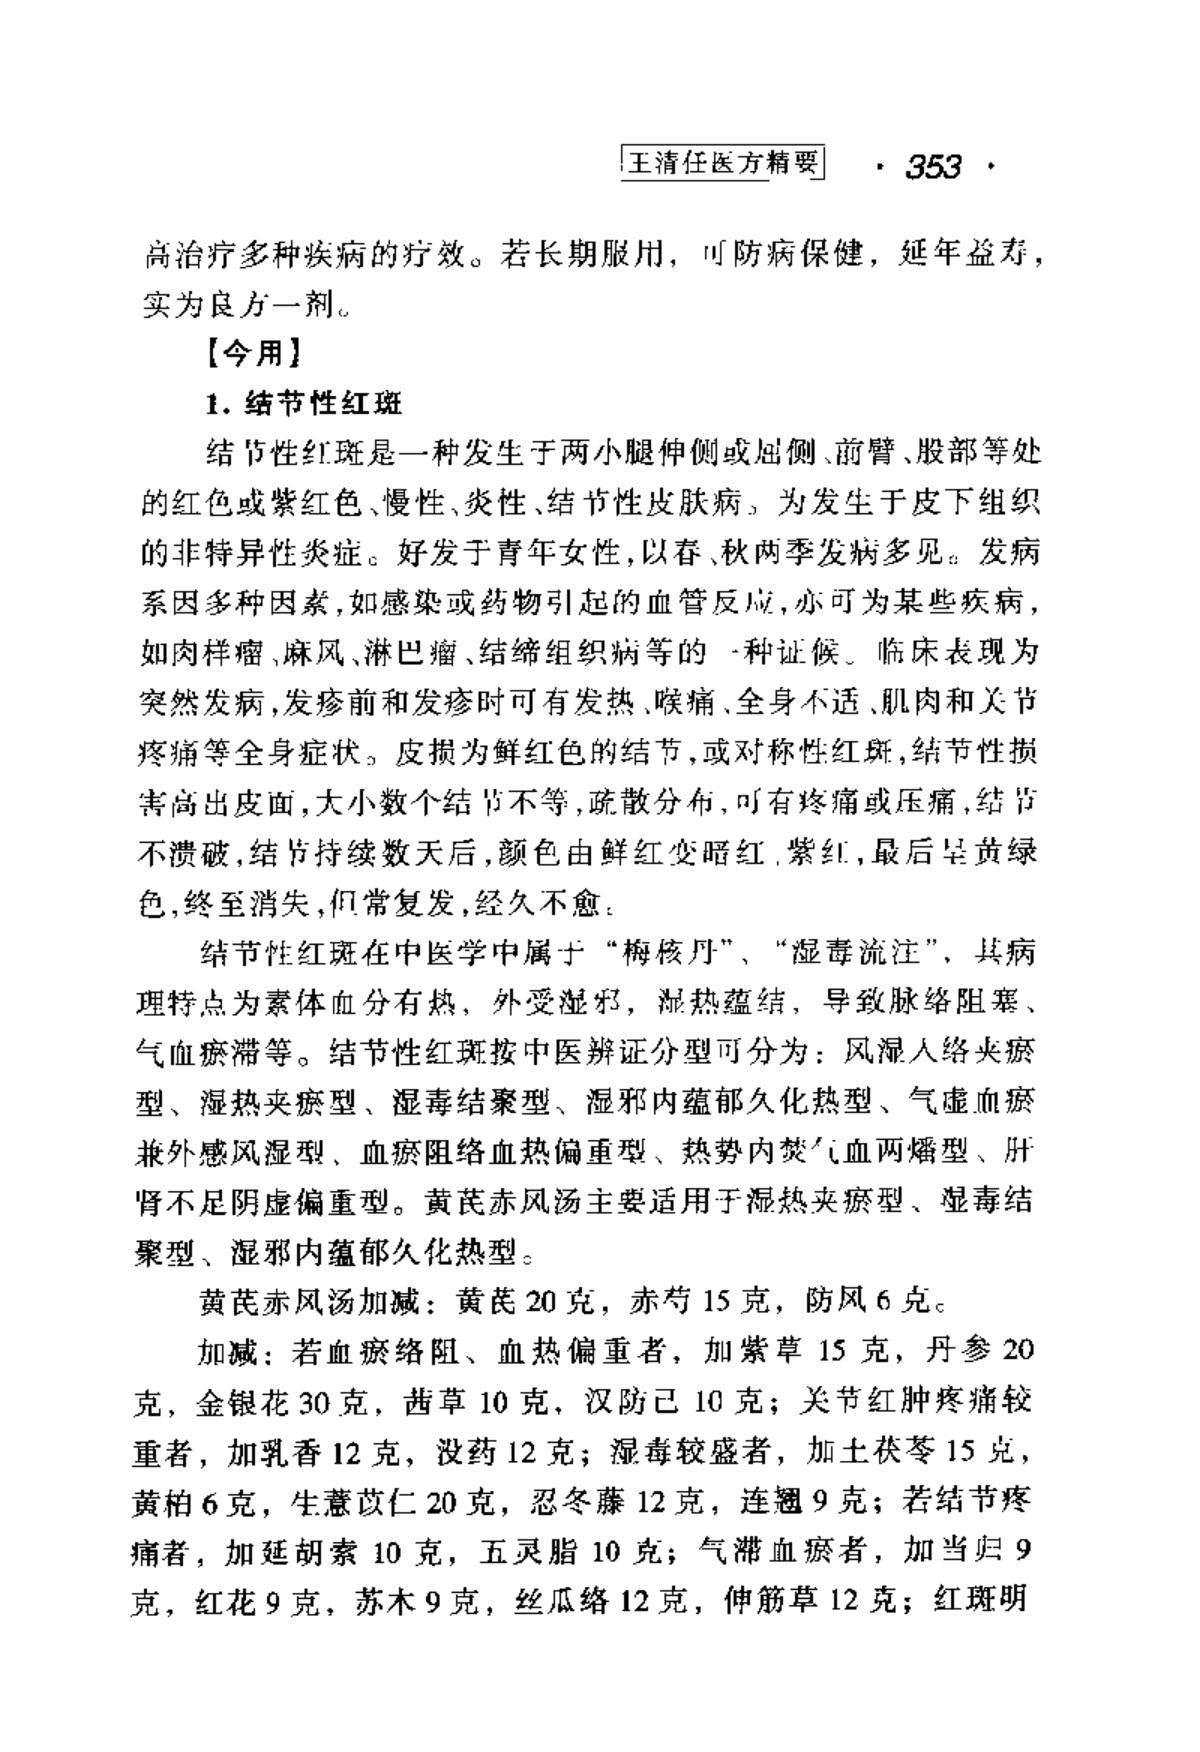 王清任医方精要 · 353 ·
高治疗多种疾病的疗效。若长期服用，可防病保健，延年益寿，
实为良方一剂。
【今用】
1. 结节性红斑
结节性红斑是一种发生于两小腿伸侧或屈侧、前臂、股部等处
的红色或紫红色、慢性、炎性、结节性皮肤病。为发生于皮下组织
的非特异性炎症。好发于青年女性,以春、秋两季发病多见。发病
系因多种因素,如感染或药物引起的血管反应,亦可为某些疾病,
如肉样瘤、麻风、淋巴瘤、结缔组织病等的一种证候。临床表现为
突然发病,发疹前和发疹时可有发热、喉痛、全身不适、肌肉和关节
疼痛等全身症状。皮损为鲜红色的结节,或对称性红斑,结节性损
害高出皮面,大小数个结节不等,疏散分布,可有疼痛或压痛,结节
不溃破,结节持续数天后,颜色由鲜红变暗红、紫红,最后呈黄绿
色,终至消失,但常复发,经久不愈。
结节性红斑在中医学中属于“梅核丹”、“湿毒流注”，其病
理特点为素体血分有热，外受湿邪，湿热蕴结，导致脉络阻塞、
气血瘀滞等。结节性红斑按中医辨证分型可分为：风湿入络夹瘀
型、湿热夹瘀型、湿毒结聚型、湿邪内蕴郁久化热型、气虚血瘀
兼外感风湿型、血瘀阻络血热偏重型、热势内焚气血两燔型、肝
肾不足阴虚偏重型。黄芪赤风汤主要适用于湿热夹瘀型、湿毒结
聚型、湿邪内蕴郁久化热型。
黄芪赤风汤加减：黄芪 20 克，赤芍 15 克，防风 6 克。
加减：若血瘀络阻、血热偏重者，加紫草 15 克，丹参 20
克，金银花 30 克，茜草 10 克，汉防已 10 克；关节红肿疼痛较
重者，加乳香 12 克，没药 12 克；湿毒较盛者，加土茯苓 15 克，
黄柏 6 克，生薏苡仁 20 克，忍冬藤 12 克，连翘 9 克；若结节疼
痛者，加延胡索 10 克，五灵脂 10 克；气滞血瘀者，加当归 9
克，红花 9 克，苏木 9 克，丝瓜络 12 克，伸筋草 12 克；红斑明